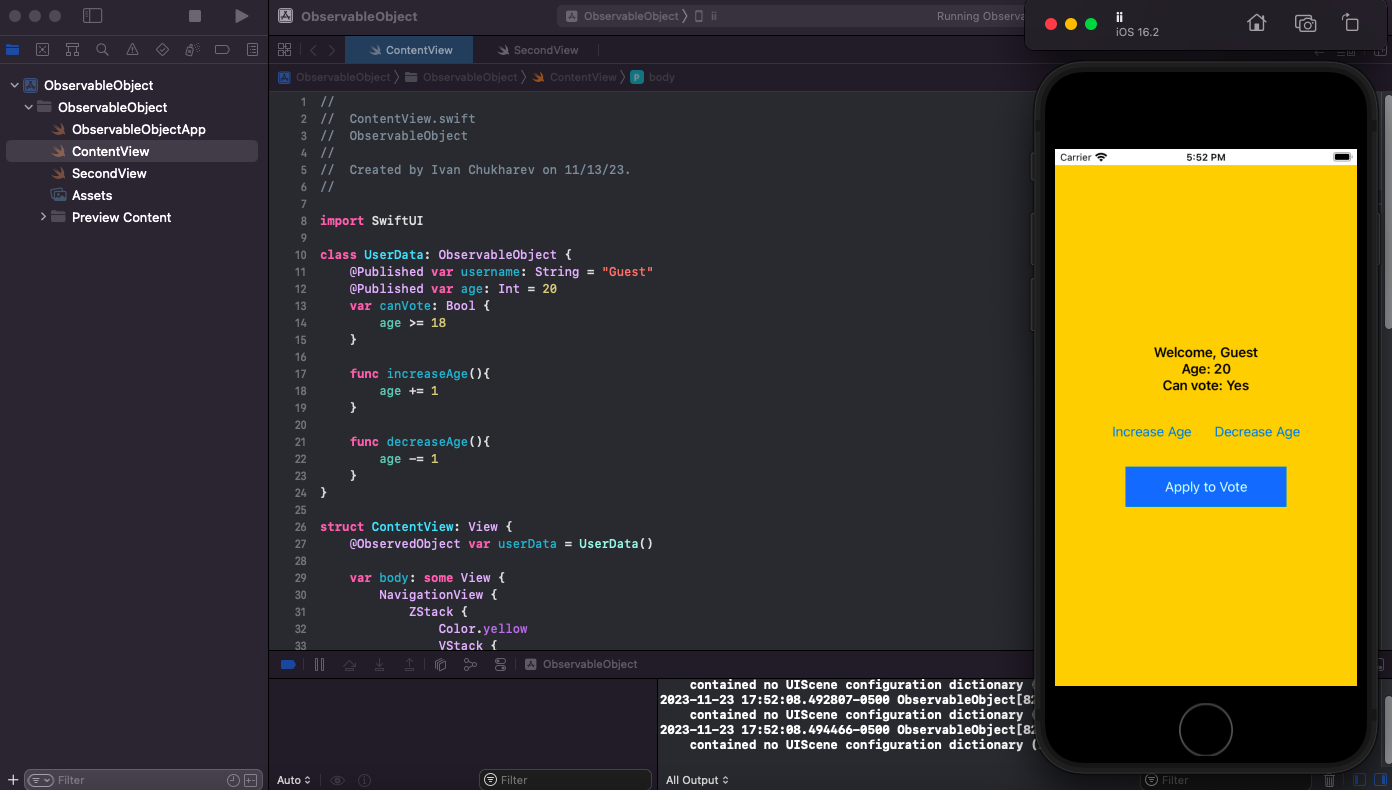 ObservableObject
ObservableObject 〉 ii
Running Observa
ContentView
SecondView
ObservableObject 〉 ObservableObject 〉 ContentView 〉 P body
ObservableObject
ObservableObject
ObservableObjectApp
ContentView
SecondView
Assets
Preview Content
Filter
1 //
2 //  ContentView.swift
3 //  ObservableObject
4 //
5 //  Created by Ivan Chukharev on 11/13/23.
6 //
7
8 import SwiftUI
9
10 class UserData: ObservableObject {
11     @Published var username: String = "Guest"
12     @Published var age: Int = 20
13     var canVote: Bool {
14         age >= 18
15     }
16
17     func increaseAge(){
18         age += 1
19     }
20
21     func decreaseAge(){
22         age -= 1
23     }
24 }
25
26 struct ContentView: View {
27     @ObservedObject var userData = UserData()
28
29     var body: some View {
30         NavigationView {
31             ZStack {
32                 Color.yellow
33                 VStack {
ObservableObject
contained no UIScene configuration dictionary (
2023-11-23 17:52:08.492807-0500 ObservableObject[82
contained no UIScene configuration dictionary (
2023-11-23 17:52:08.494466-0500 ObservableObject[82
contained no UIScene configuration dictionary (
Auto
Filter
All Output
Filter
ii
iOS 16.2
Carrier
5:52 PM
Welcome, Guest
Age: 20
Can vote: Yes
Increase Age
Decrease Age
Apply to Vote